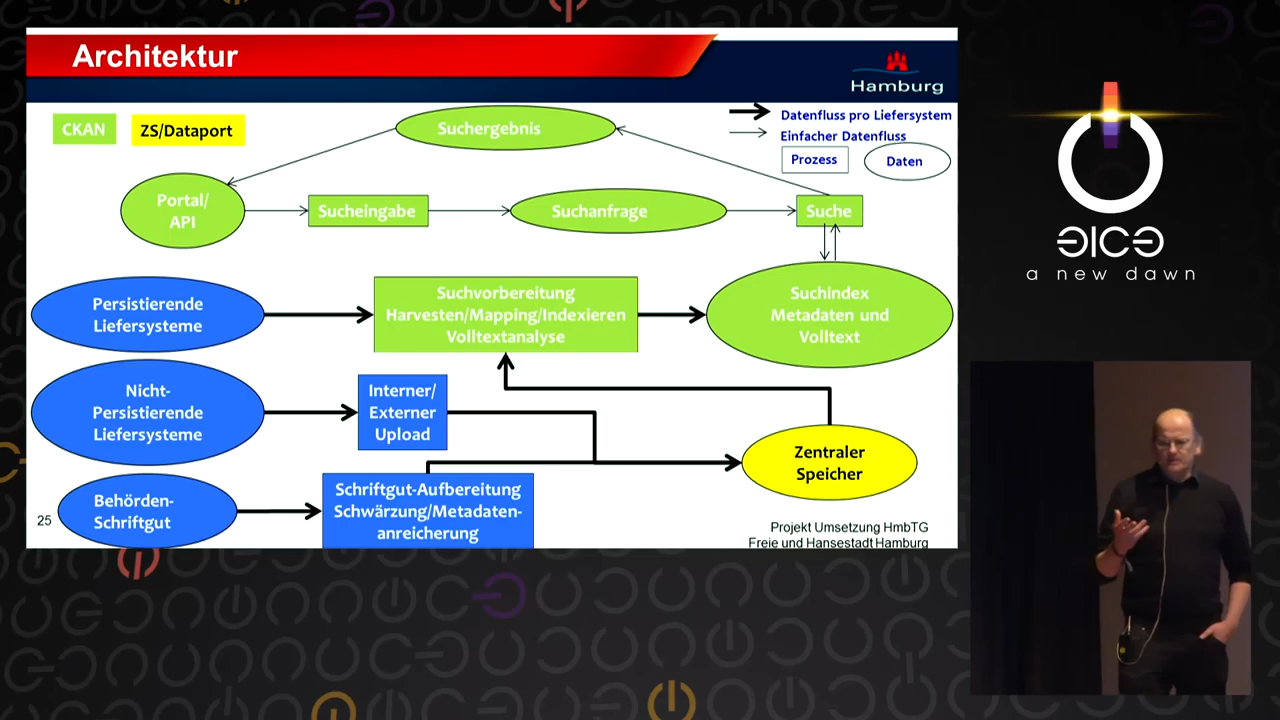 Architektur
Hamburg
CKAN
ZS/Dataport
Suchergebnis
Datenfluss pro Liefersystem
Einfacher Datenfluss
Prozess
Daten
Portal/
API
Sucheingabe
Suchanfrage
Suche
Persistierende
Liefersysteme
Suchvorbereitung
Harvesten/Mapping/Indexieren
Volltextanalyse
Suchindex
Metadaten und
Volltext
Nicht-
Persistierende
Liefersysteme
Interner/
Externer
Upload
Zentraler
Speicher
Behörden-
Schriftgut
Schriftgut-Aufbereitung
Schwärzung/Metadaten-
anreicherung
25
Projekt Umsetzung HmbTG
Freie und Hansestadt Hamburg
a new dawn